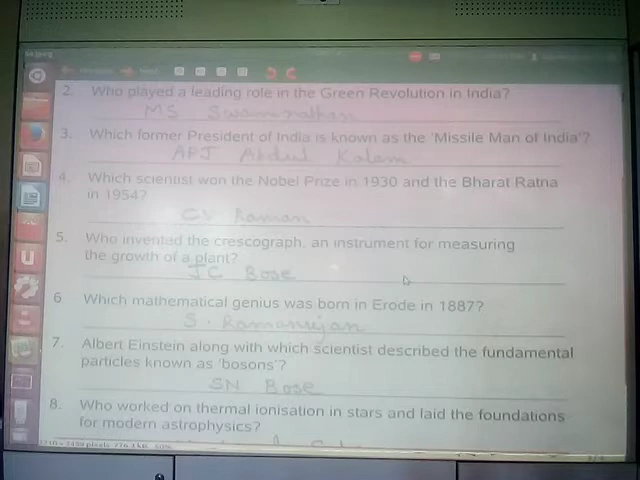 2. Who played a leading role in the Green Revolution in India?
MS Swaminathan
3. Which former President of India is known as the 'Missile Man of India'?
APJ Abdul Kalam
4. Which scientist won the Nobel Prize in 1930 and the Bharat Ratna
in 1954?
CV Raman
5. Who invented the crescograph, an instrument for measuring
the growth of a plant?
JC Bose
6 Which mathematical genius was born in Erode in 1887?
S. Ramanujan
7. Albert Einstein along with which scientist described the fundamental
particles known as 'bosons'?
SN Bose
8. Who worked on thermal ionisation in stars and laid the foundations
for modern astrophysics?